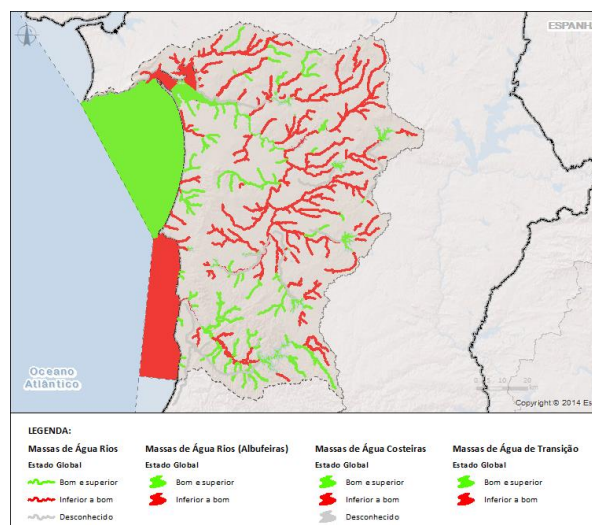 ESPANH
Oceano
Atlântico
Copyright © 2014 Es
LEGENDA:
Massas de Água Rios
Estado Global
Bom e superior
Inferior a bom
Desconhecido
Massas de Água Rios (Albufeiras)
Estado Global
Inferior a bom
Massas de Água Costeiras
Estado Global
Bom e superior
Inferior a bom
Desconhecido
Massas de Água de Transição
Estado Global
Bom e superior
Inferior a bom